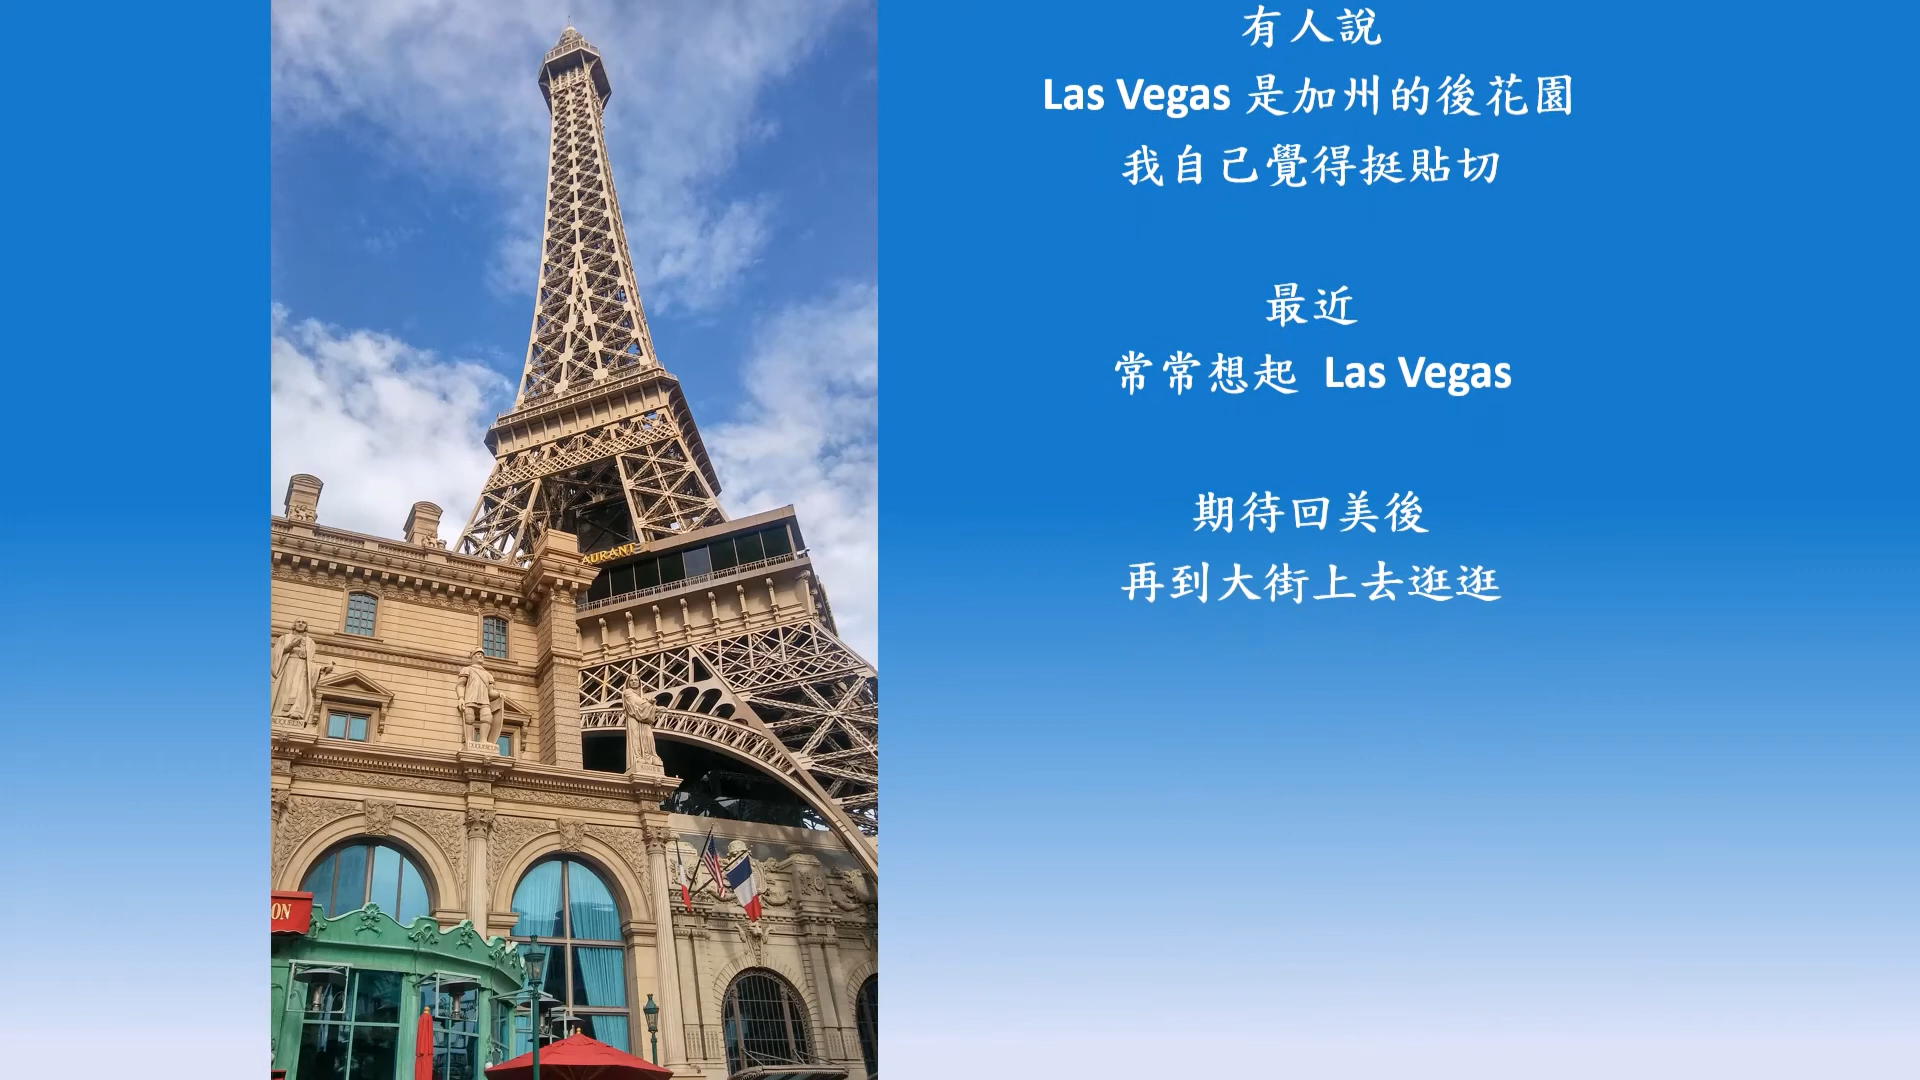 有人說
Las Vegas 是加州的後花園
我自己覺得挺貼切
最近
常常想起 Las Vegas
期待回美後
再到大街上去逛逛
AURANT
ON